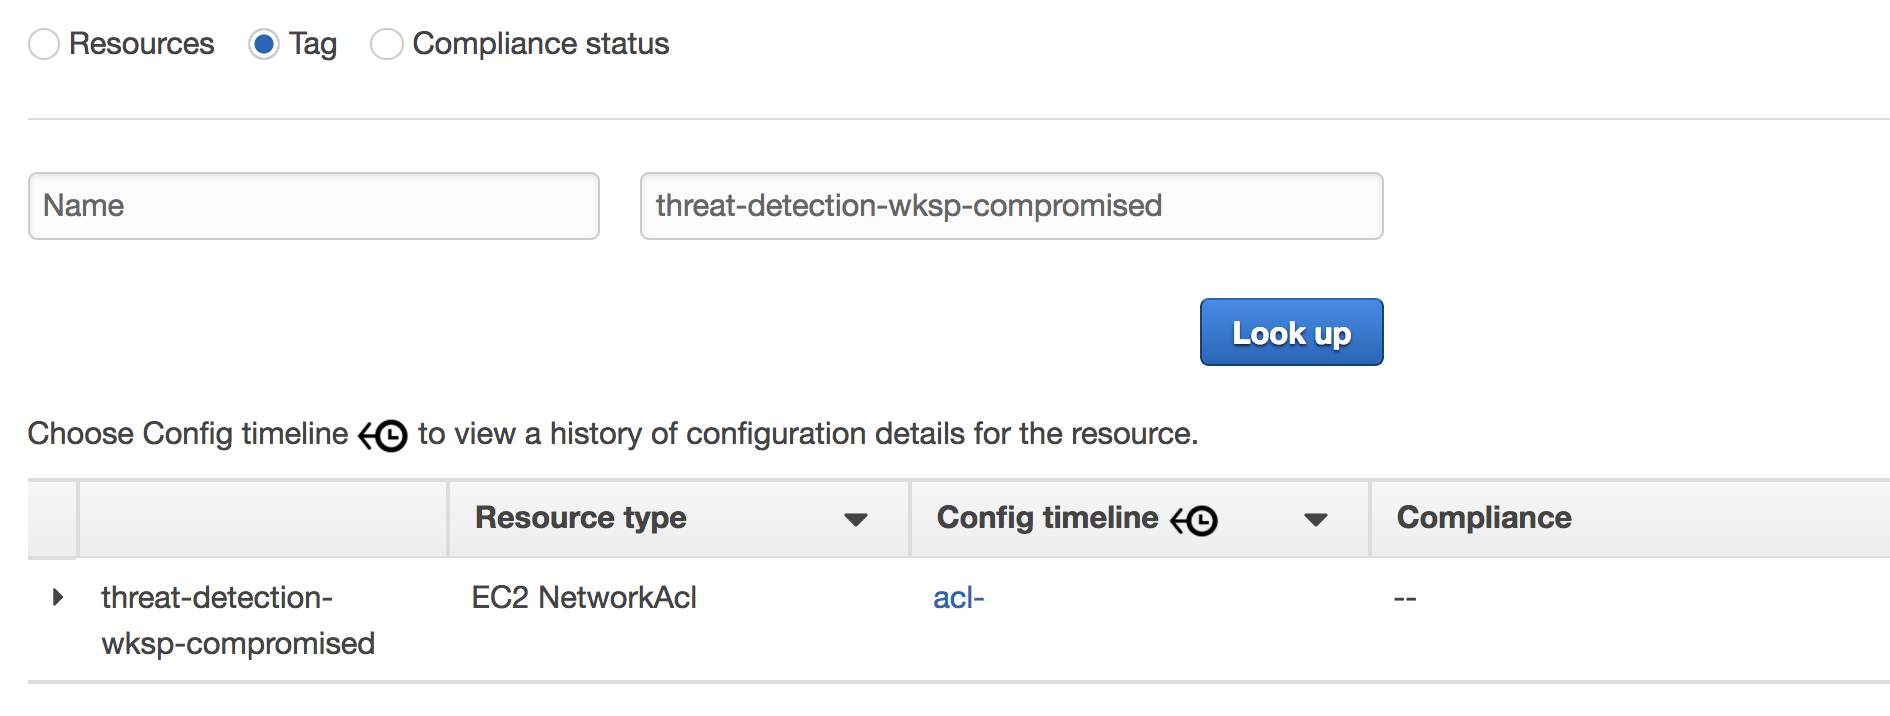 Resources Tag Compliance status
Name threat-detection-wksp-compromised
Look up
Choose Config timeline to view a history of configuration details for the resource.
Resource type Config timeline Compliance
threat-detection- EC2 NetworkAcl acl- --
wksp-compromised